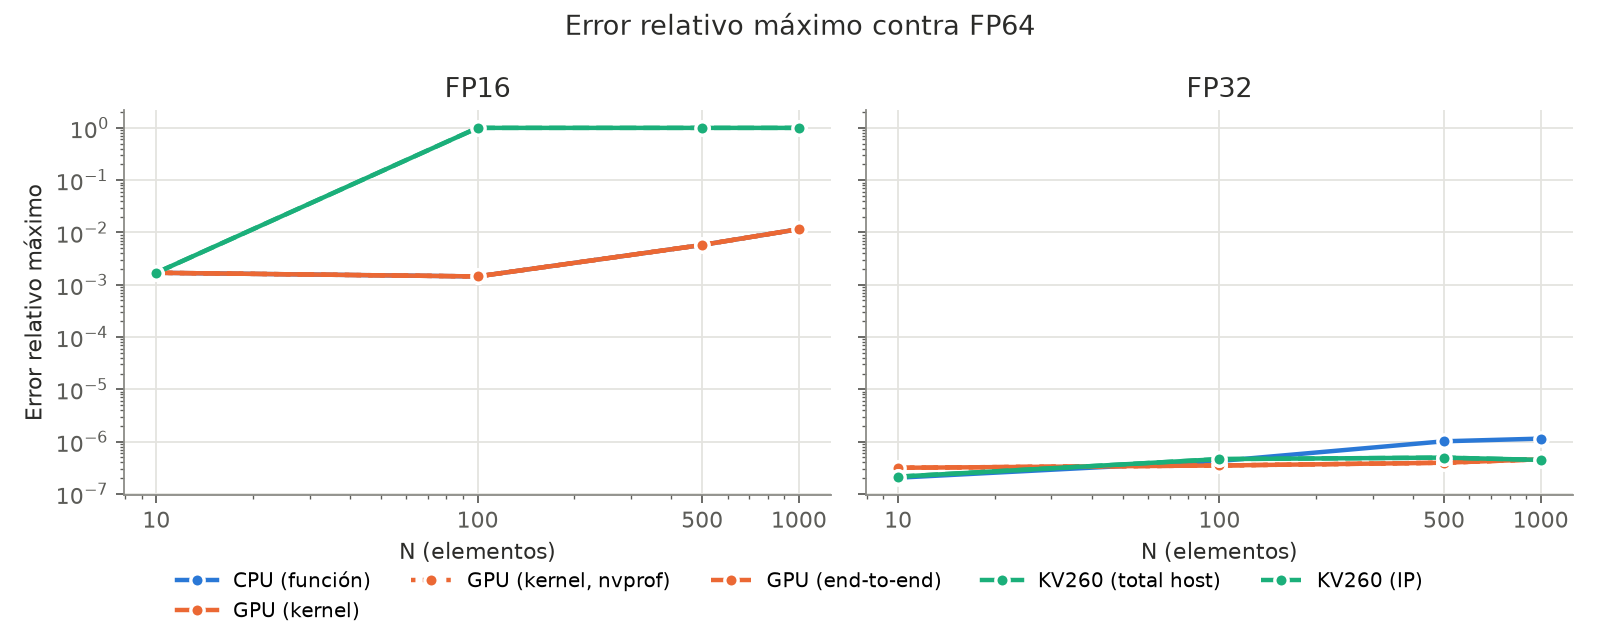 Error relativo máximo contra FP64
FP16
FP32
Error relativo máximo
10⁰
10⁻¹
10⁻²
10⁻³
10⁻⁴
10⁻⁵
10⁻⁶
10⁻⁷
10 100 500 1000
10 100 500 1000
N (elementos)
N (elementos)
CPU (función) GPU (kernel, nvprof) GPU (end-to-end) KV260 (total host) KV260 (IP)
GPU (kernel)